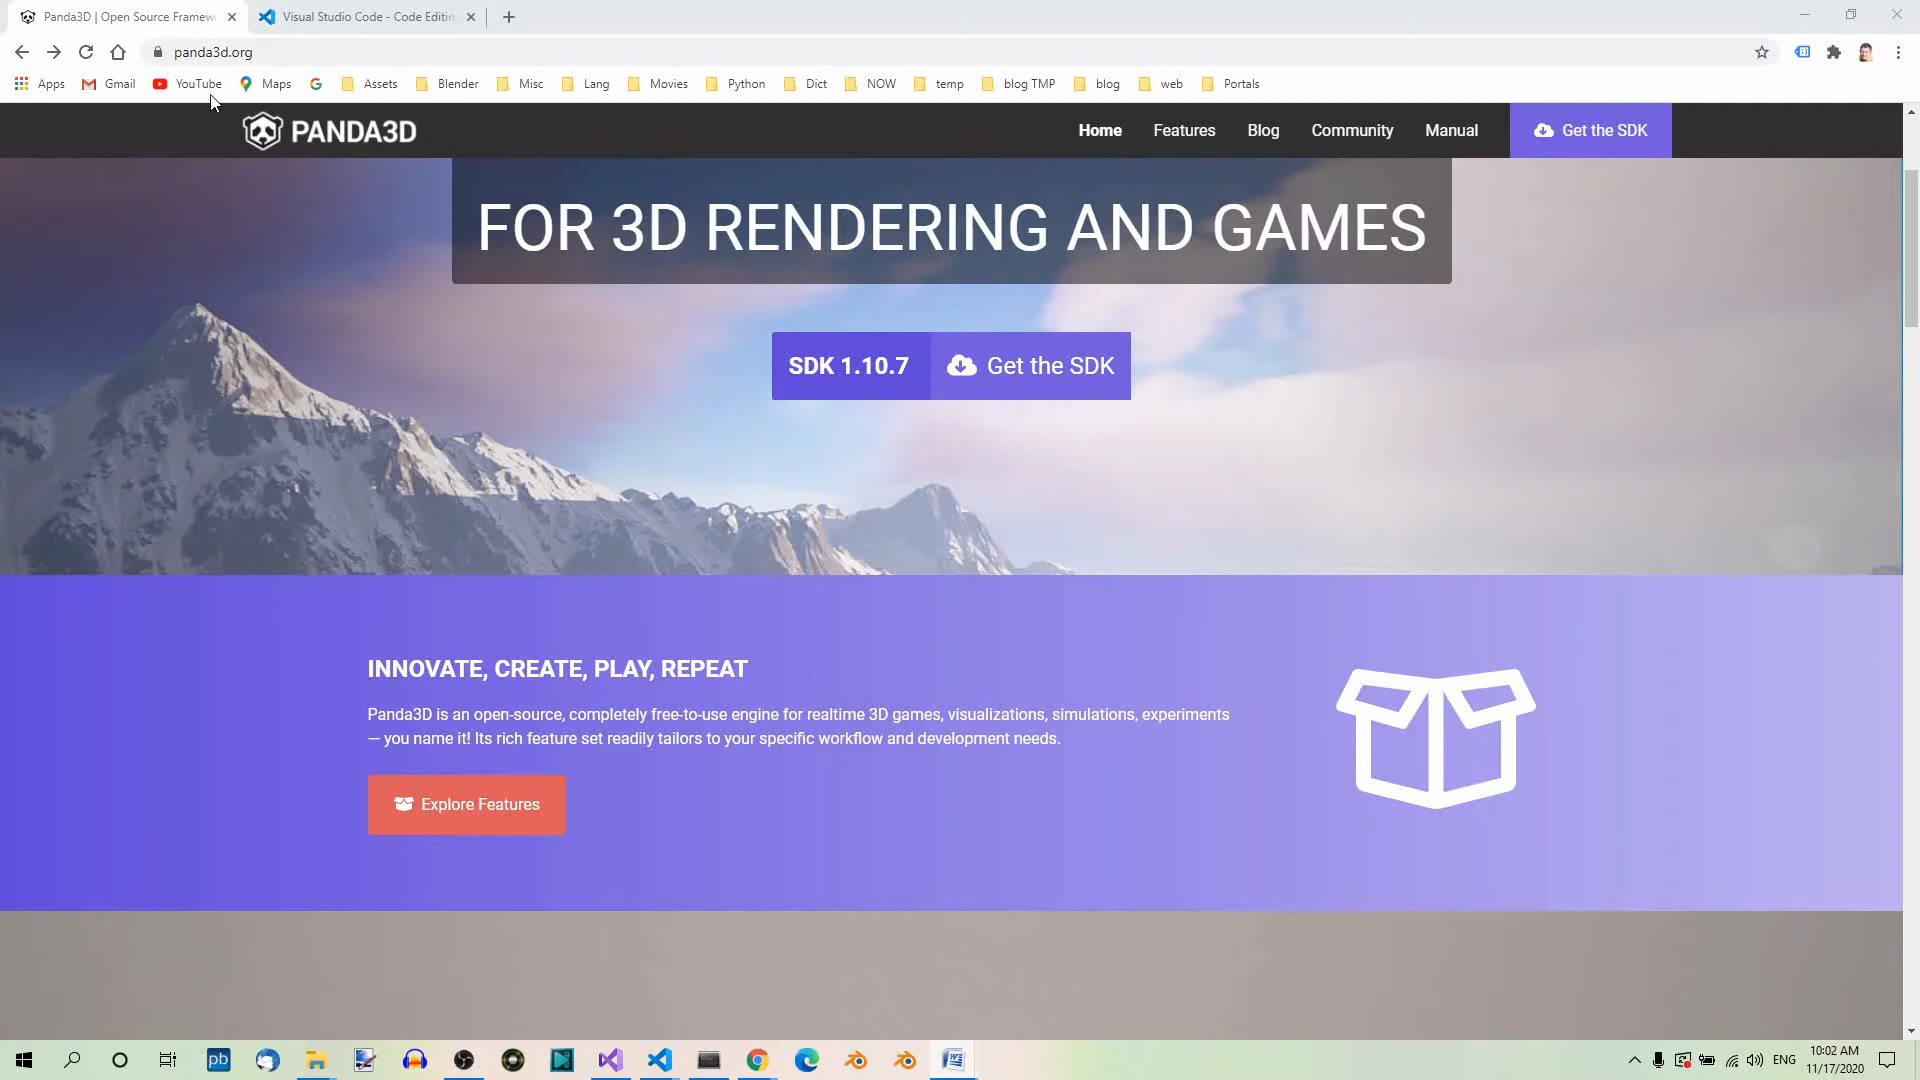 Panda3D | Open Source Framew
Visual Studio Code - Code Editin
panda3d.org
Apps
Gmail
YouTube
Maps
Assets
Blender
Misc
Lang
Movies
Python
Dict
NOW
temp
blog TMP
blog
web
Portals
PANDA3D
Home
Features
Blog
Community
Manual
Get the SDK
FOR 3D RENDERING AND GAMES
SDK 1.10.7
Get the SDK
INNOVATE, CREATE, PLAY, REPEAT
Panda3D is an open-source, completely free-to-use engine for realtime 3D games, visualizations, simulations, experiments
— you name it! Its rich feature set readily tailors to your specific workflow and development needs.
Explore Features
pb
ENG
10:02 AM
11/17/2020